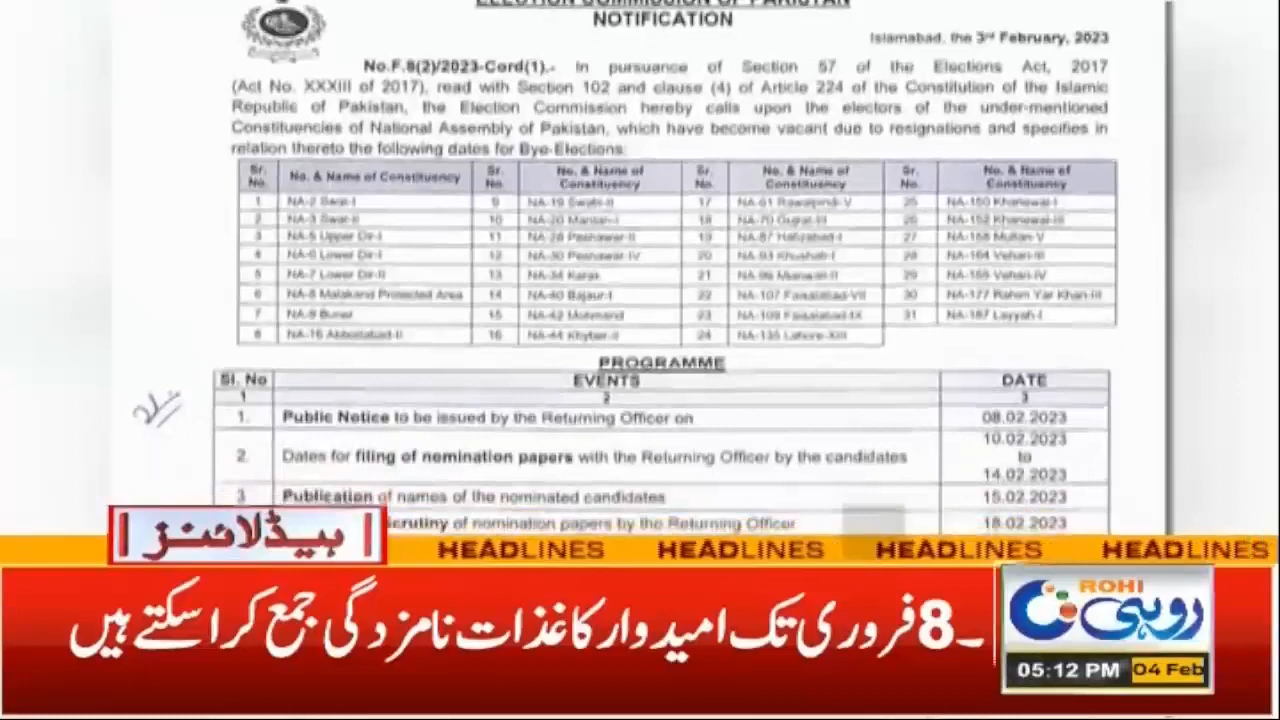 ELECTION COMMISSION OF PAKISTAN
NOTIFICATION
Islamabad, the 3rd February, 2023
No.F.8(2)/2023-Cord(1).- In pursuance of Section 57 of the Elections Act, 2017
(Act No. XXXIII of 2017), read with Section 102 and clause (4) of Article 224 of the Constitution of the Islamic
Republic of Pakistan, the Election Commission hereby calls upon the electors of the under-mentioned
Constituencies of National Assembly of Pakistan, which have become vacant due to resignations and specifies in
relation thereto the following dates for Bye-Elections:
Sr. No. No. & Name of Constituency Sr. No. No. & Name of Constituency Sr. No. No. & Name of Constituency Sr. No. No. & Name of Constituency
1 NA-2 Swat-I 9 NA-19 Swabi-II 17 NA-61 Rawalpindi-V 25 NA-150 Khanewal-I
2 NA-3 Swat-II 10 NA-20 Mardan-I 18 NA-70 Gujrat-III 26 NA-152 Khanewal-III
3 NA-5 Upper Dir-I 11 NA-28 Peshawar-II 19 NA-87 Hafizabad-I 27 NA-158 Multan-V
4 NA-6 Lower Dir-I 12 NA-30 Peshawar-IV 20 NA-93 Khushab-I 28 NA-164 Vehari-III
5 NA-7 Lower Dir-II 13 NA-34 Karak 21 NA-96 Mianwali-II 29 NA-165 Vehari-IV
6 NA-8 Malakand Protected Area 14 NA-40 Bajaur-I 22 NA-107 Faisalabad-VII 30 NA-177 Rahim Yar Khan-III
7 NA-9 Buner 15 NA-42 Mohmand 23 NA-109 Faisalabad-IX 31 NA-187 Layyah-I
8 NA-16 Abbottabad-II 16 NA-44 Khyber-II 24 NA-135 Lahore-XIII
PROGRAMME
Sl. No EVENTS DATE
1 2 3
1. Public Notice to be issued by the Returning Officer on 08.02.2023
2. Dates for filing of nomination papers with the Returning Officer by the candidates 10.02.2023 to 14.02.2023
3. Publication of names of the nominated candidates 15.02.2023
crutiny of nomination papers by the Returning Officer 18.02.2023
ہیڈلائنز
HEADLINES HEADLINES HEADLINES HEADLINES
۔8 فروری تک امیدوار کاغذات نامزدگی جمع کراسکتے ہیں
ROHI
روہی
05:12 PM 04 Feb